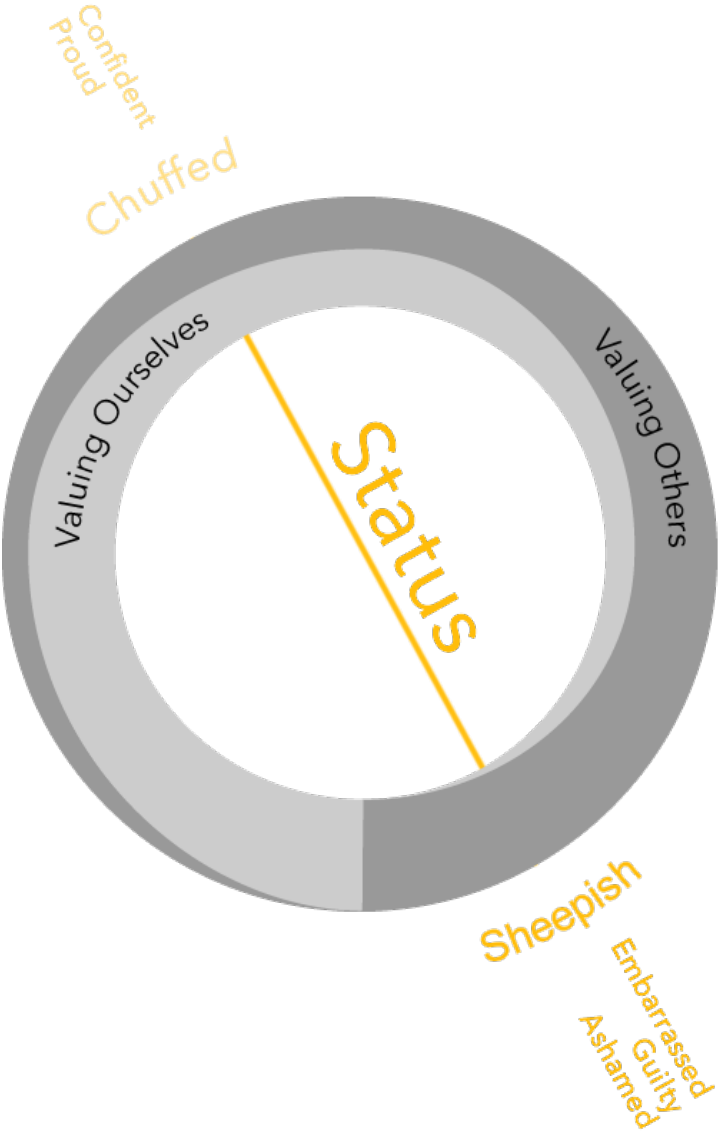 Confident
Proud
Chuffed
Valuing Ourselves
Valuing Others
Status
Sheepish
Embarrassed
Guilty
Ashamed